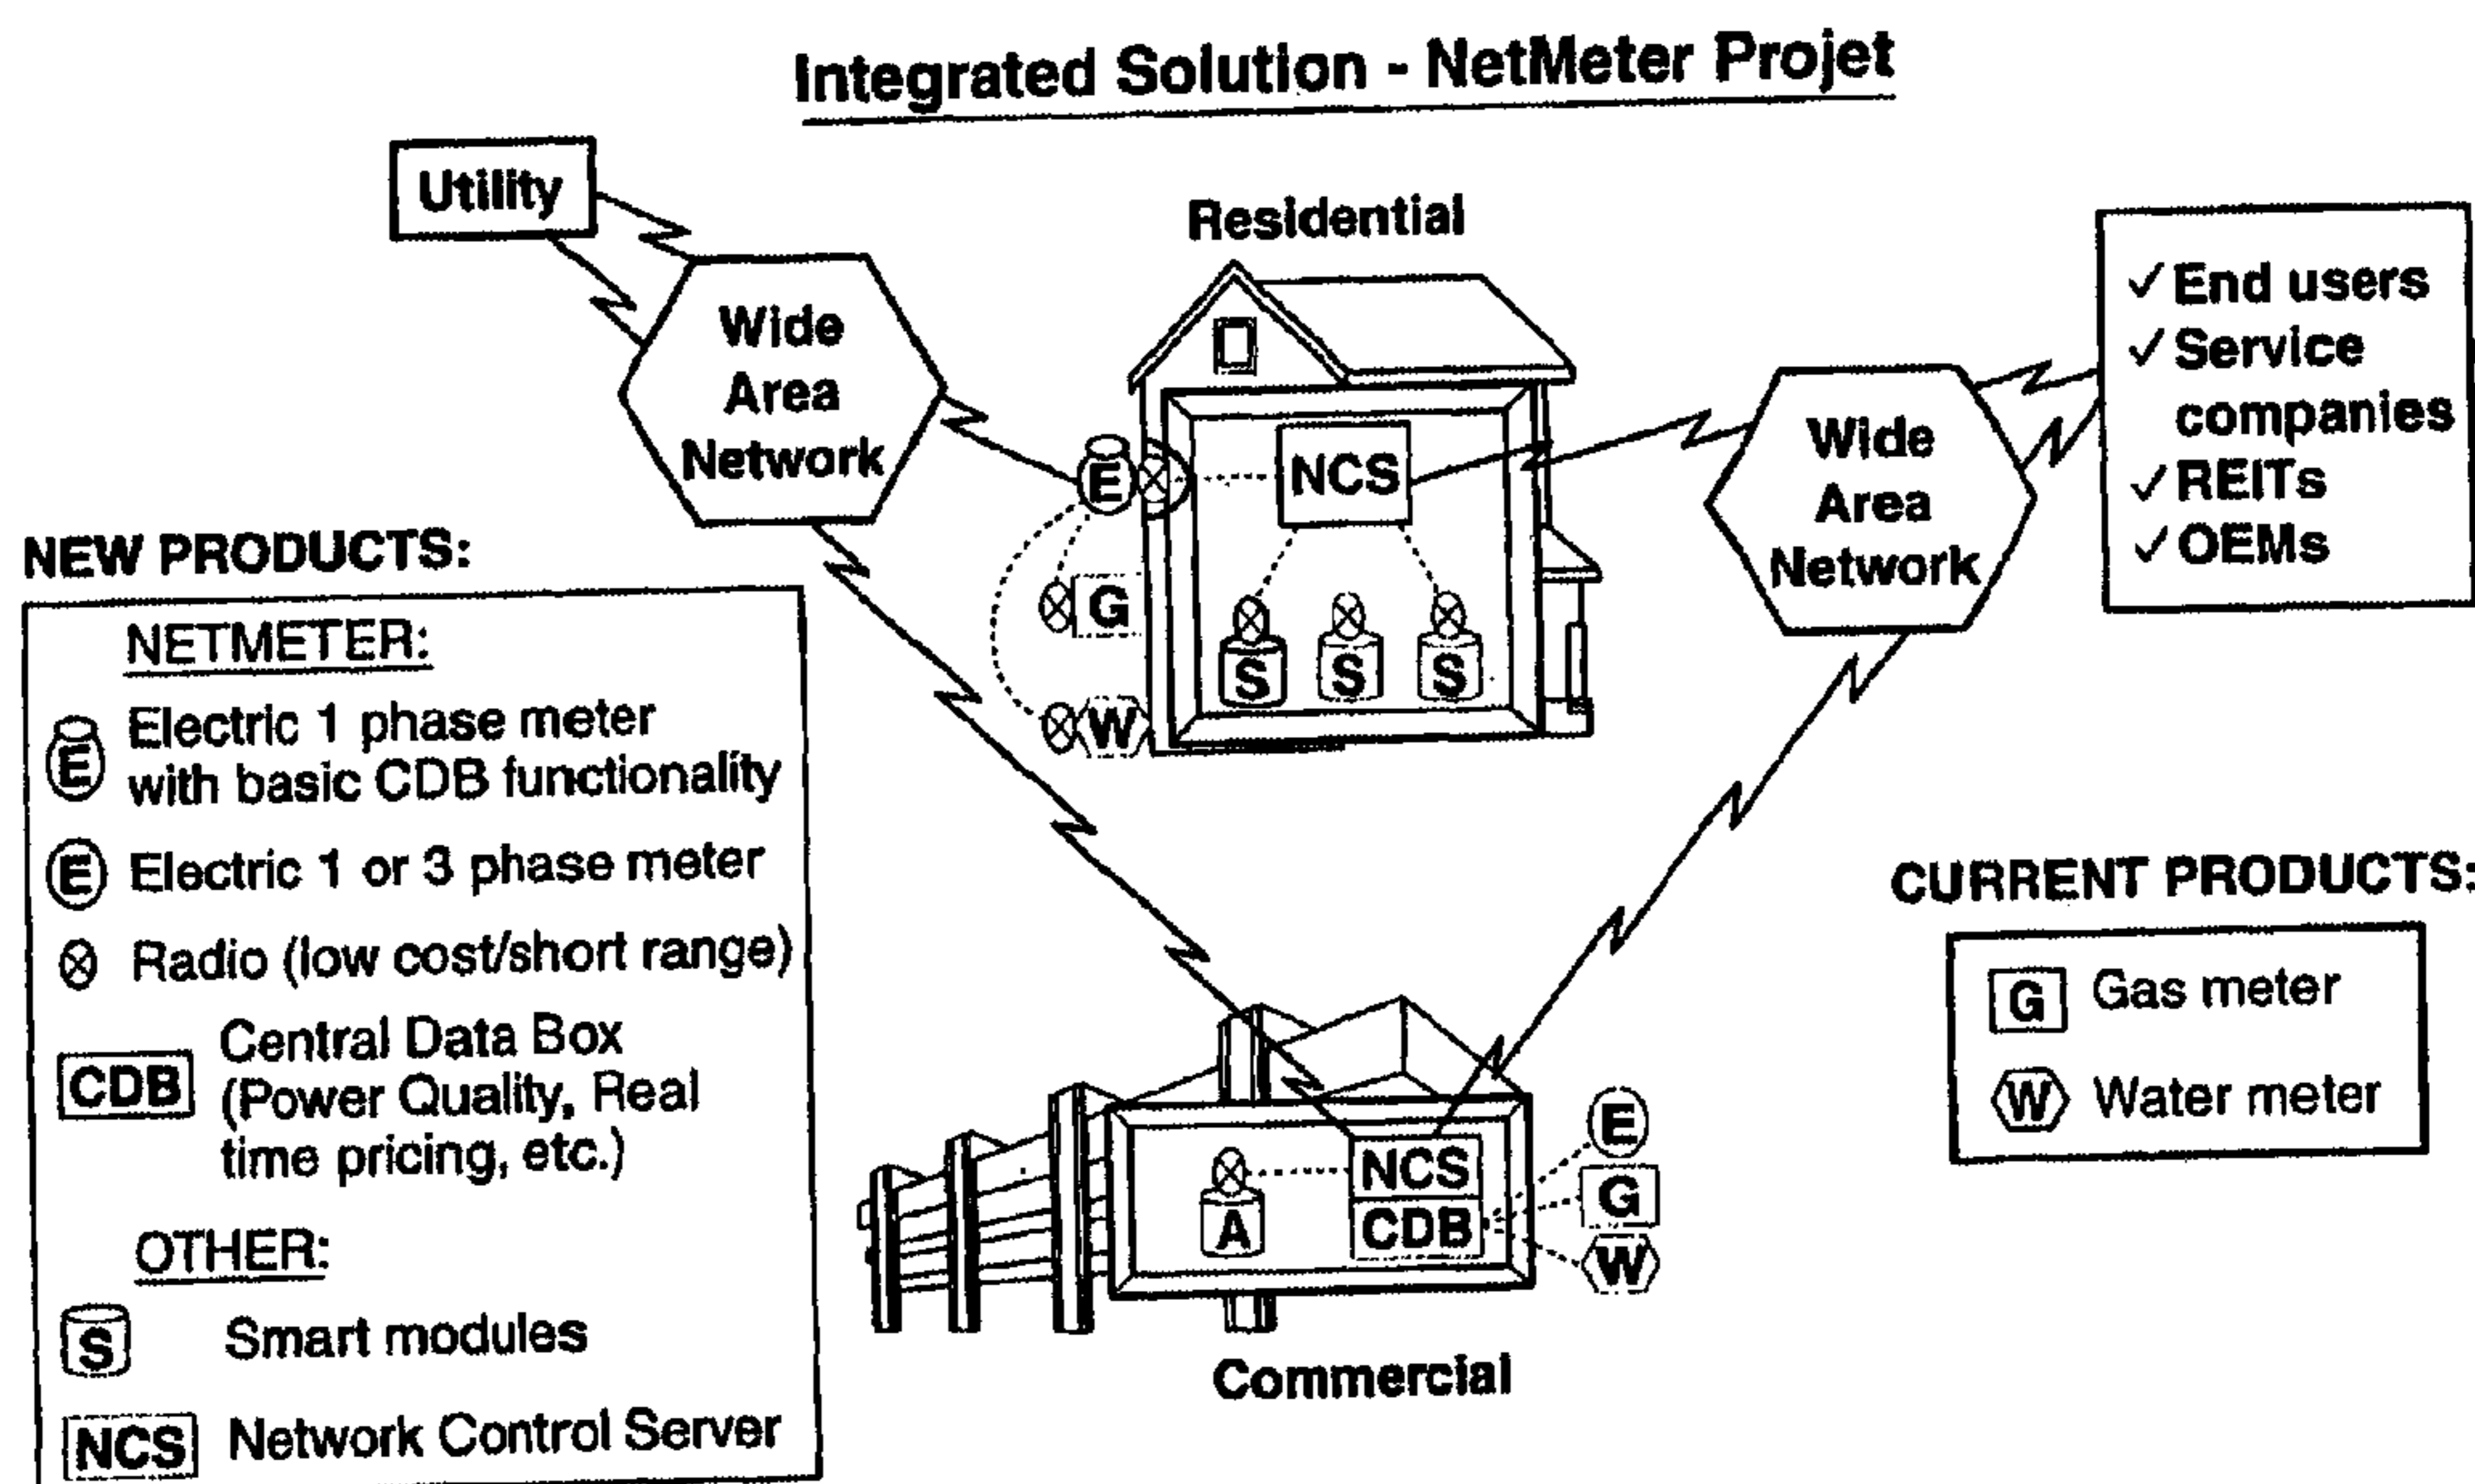 Integrated Solution - NetMeter Projet
Utility
Wide
Area
Network
Residential
E
NCS
G
W
S
S
S
Wide
Area
Network
✓ End users
✓ Service
companies
✓ REITs
✓ OEMs
NEW PRODUCTS:
NETMETER:
E Electric 1 phase meter
with basic CDB functionality
E Electric 1 or 3 phase meter
Radio (low cost/short range)
CDB Central Data Box
(Power Quality, Real
time pricing, etc.)
OTHER:
S Smart modules
NCS Network Control Server
CURRENT PRODUCTS:
G Gas meter
W Water meter
A
NCS
CDB
E
G
W
Commercial